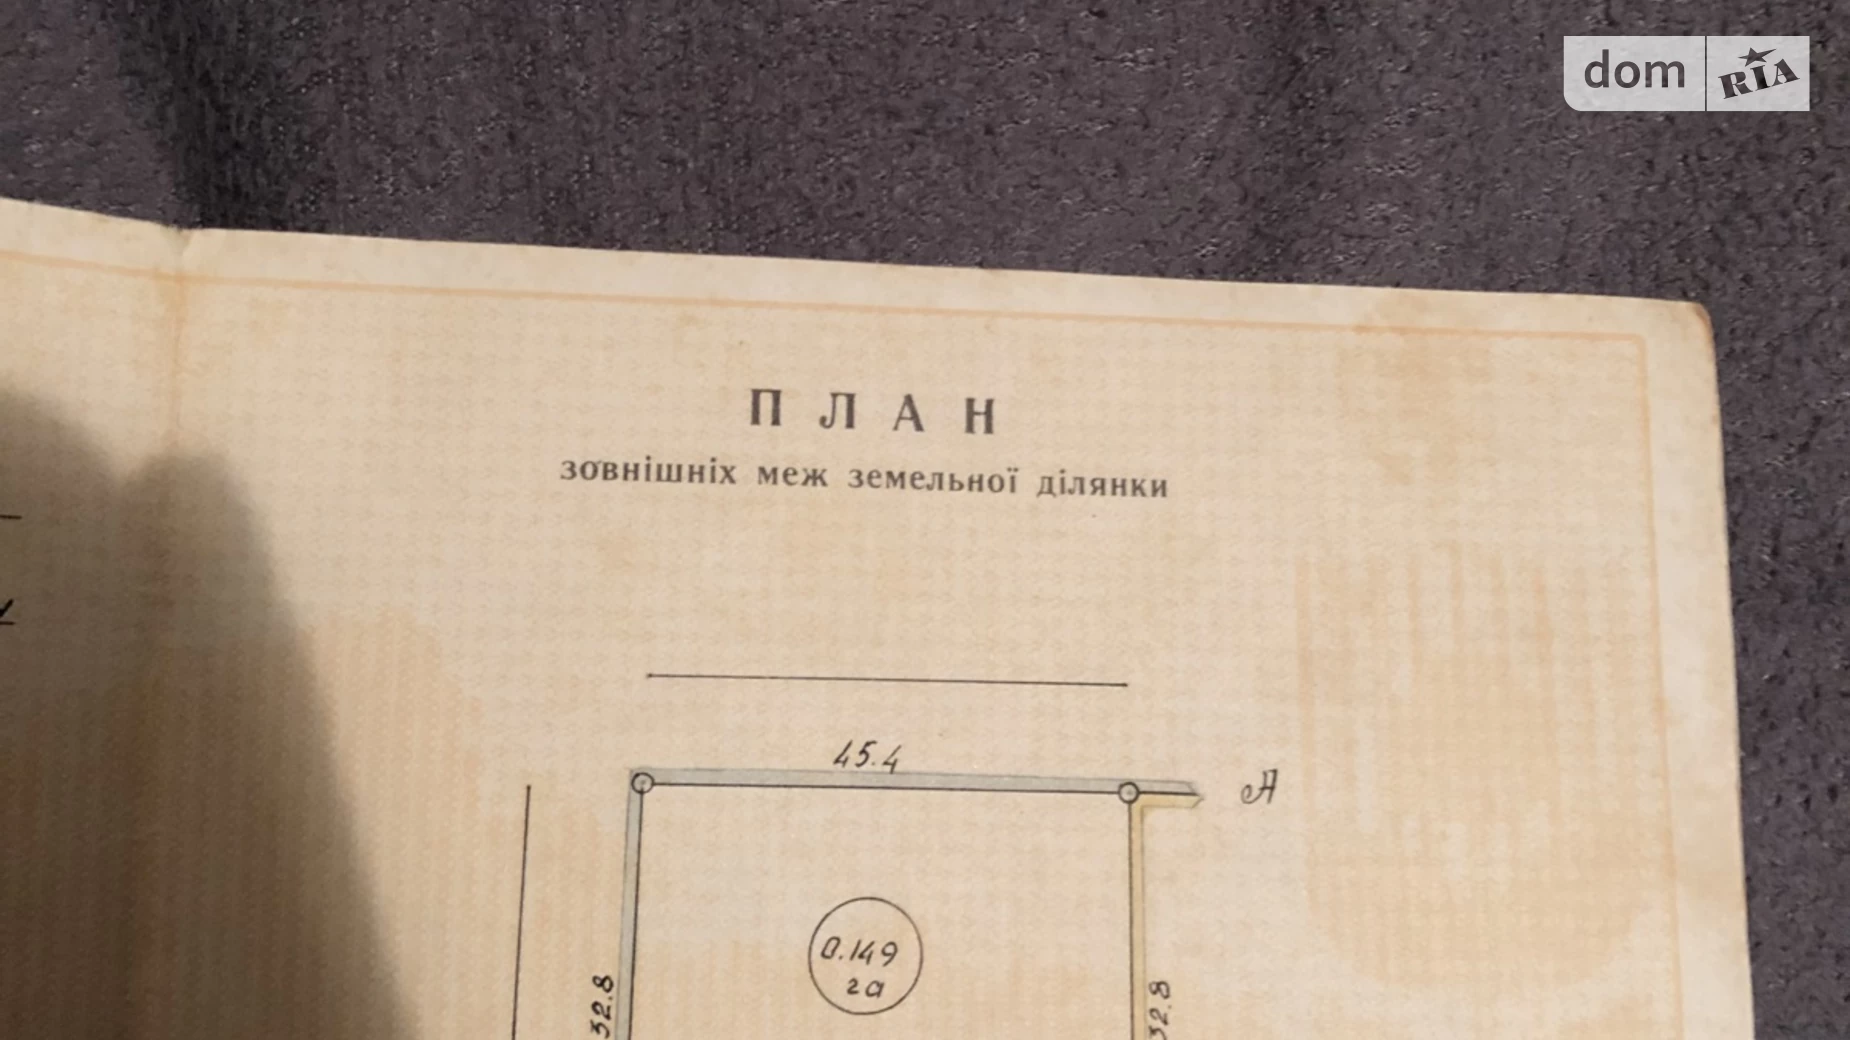 dom RIA
П Л А Н
зовнішніх меж земельної ділянки
45.4
А
0.149
га
32.8
32.8